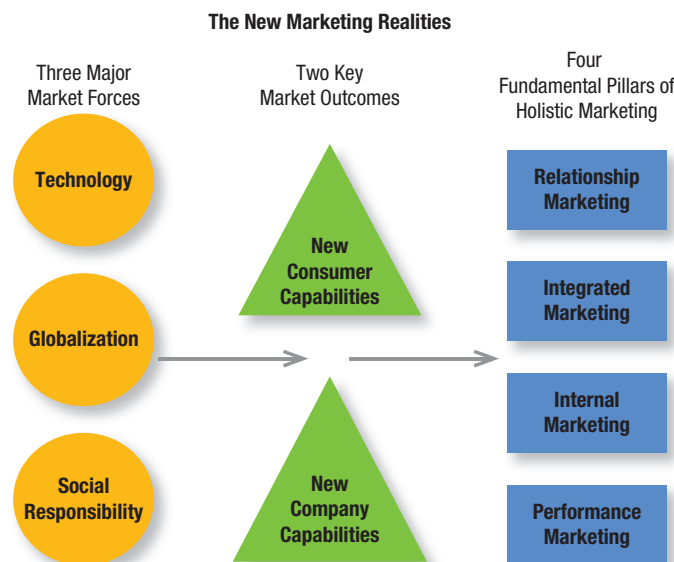 The New Marketing Realities
Three Major
Market Forces
Technology
Globalization
Social
Responsibility
Two Key
Market Outcomes
New
Consumer
Capabilities
New
Company
Capabilities
Four
Fundamental Pillars of
Holistic Marketing
Relationship
Marketing
Integrated
Marketing
Internal
Marketing
Performance
Marketing